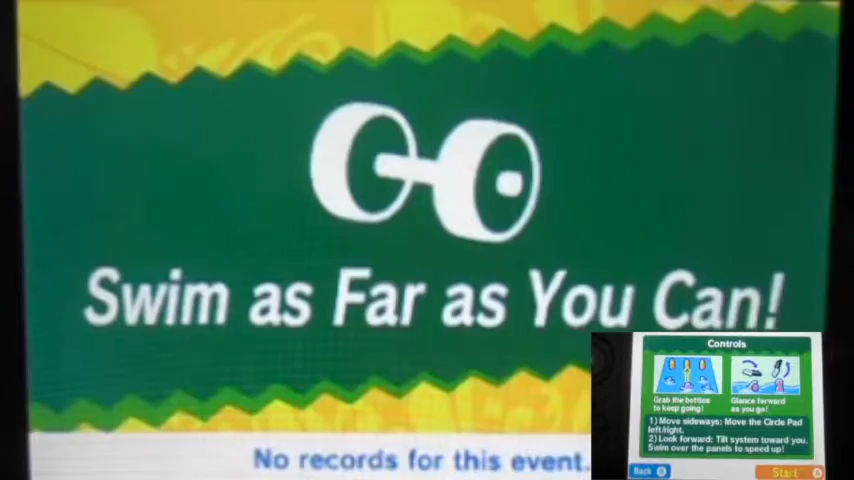 Swim as Far as You Can!
No records for this event.
Controls
Grab the bottles
to keep going!
Glance forward
as you go!
1) Move sideways: Move the Circle Pad
left/right.
2) Look forward: Tilt system toward you.
Swim over the panels to speed up!
Back B
Start A